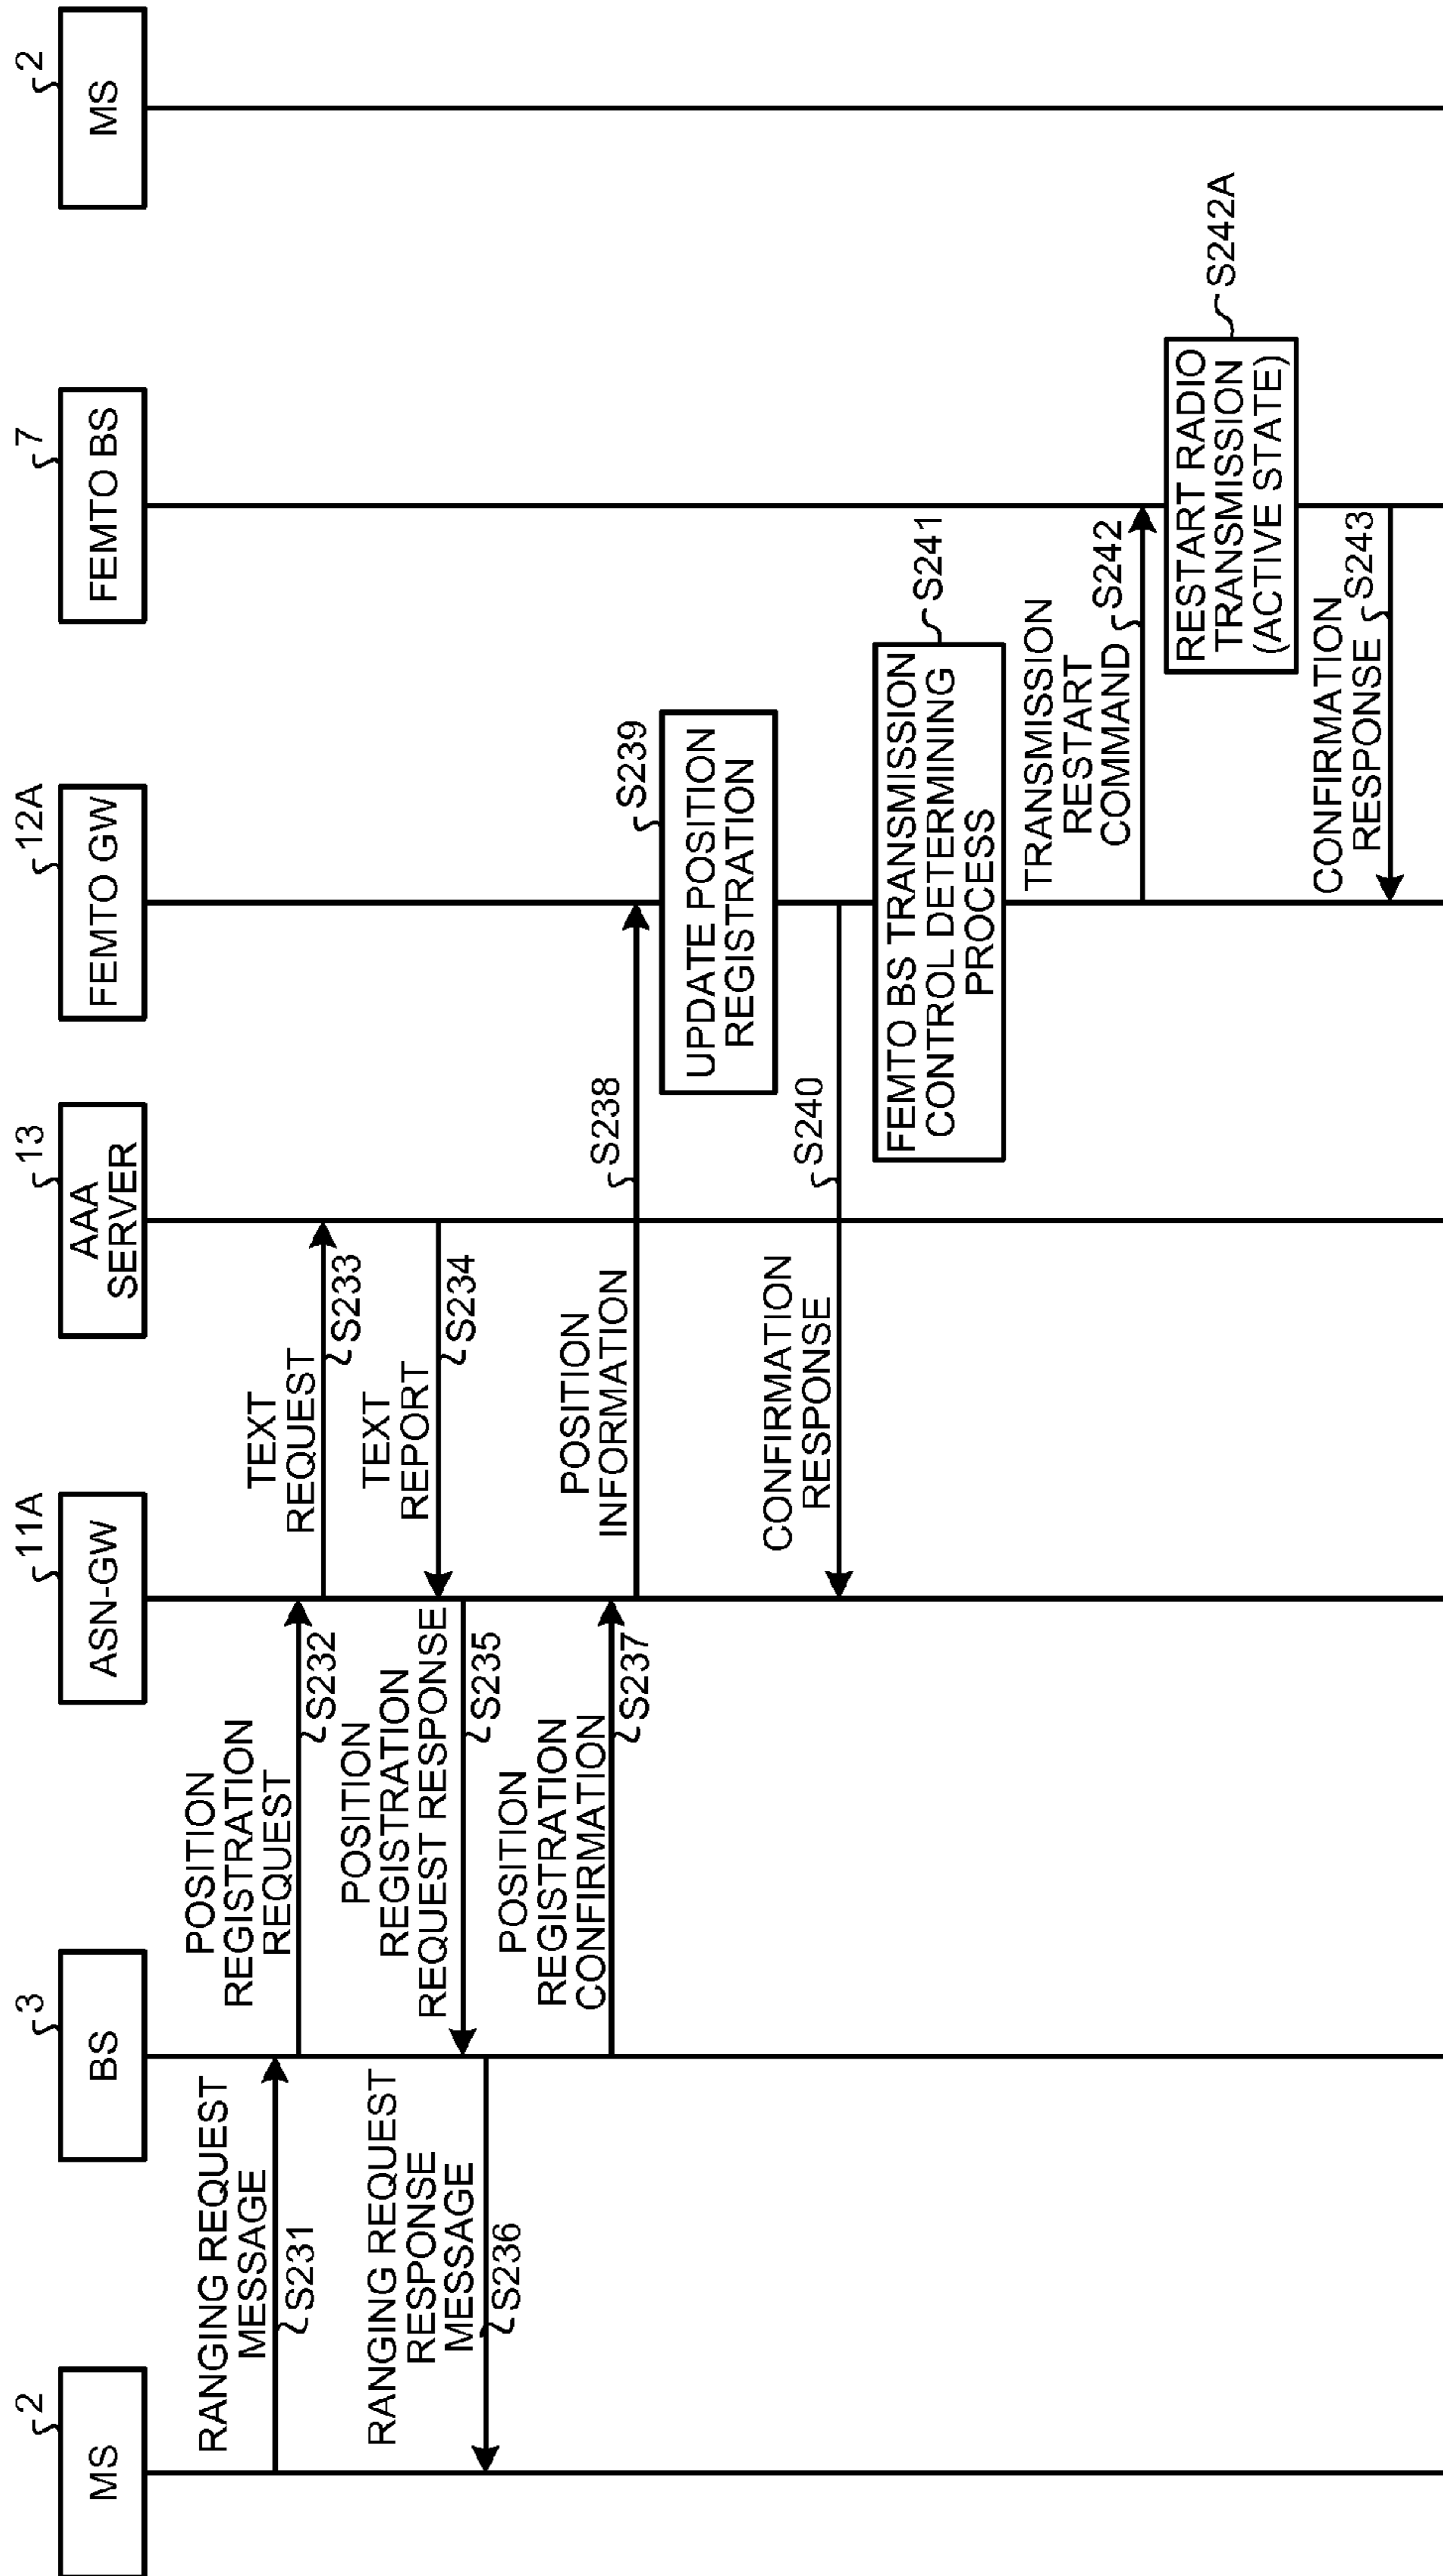 2
MS
3
BS
11A
ASN-GW
13
AAA
SERVER
12A
FEMTO GW
7
FEMTO BS
2
MS
RANGING REQUEST
MESSAGE
S231
POSITION
REGISTRATION
REQUEST
S232
TEXT
REQUEST
S233
TEXT
REPORT
S234
POSITION
REGISTRATION
REQUEST RESPONSE
S235
RANGING REQUEST
RESPONSE
MESSAGE
S236
POSITION
REGISTRATION
CONFIRMATION
S237
POSITION
INFORMATION
S238
UPDATE POSITION
REGISTRATION
S239
CONFIRMATION
RESPONSE
S240
FEMTO BS TRANSMISSION
CONTROL DETERMINING
PROCESS
S241
TRANSMISSION
RESTART
COMMAND
S242
RESTART RADIO
TRANSMISSION
(ACTIVE STATE)
S242A
CONFIRMATION
RESPONSE
S243